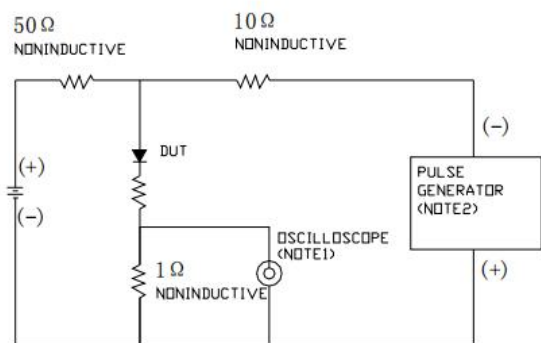 50Ω
NONINDUCTIVE
10Ω
NONINDUCTIVE
DUT
(+)
(−)
1Ω
NONINDUCTIVE
OSCILLOSCOPE
(NOTE1)
(−)
PULSE
GENERATOR
(NOTE2)
(+)